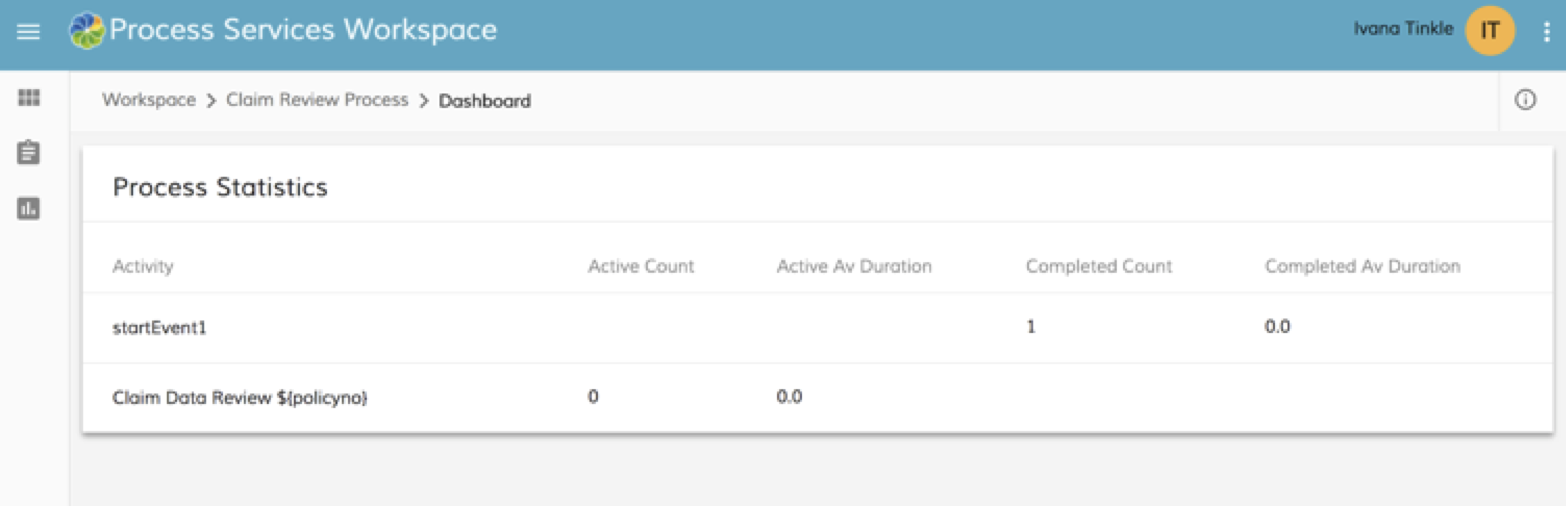 Process Services Workspace
Ivana Tinkle IT
Workspace > Claim Review Process > Dashboard
Process Statistics
Activity Active Count Active Av Duration Completed Count Completed Av Duration
startEvent1 1 0.0
Claim Data Review ${policyno} 0 0.0